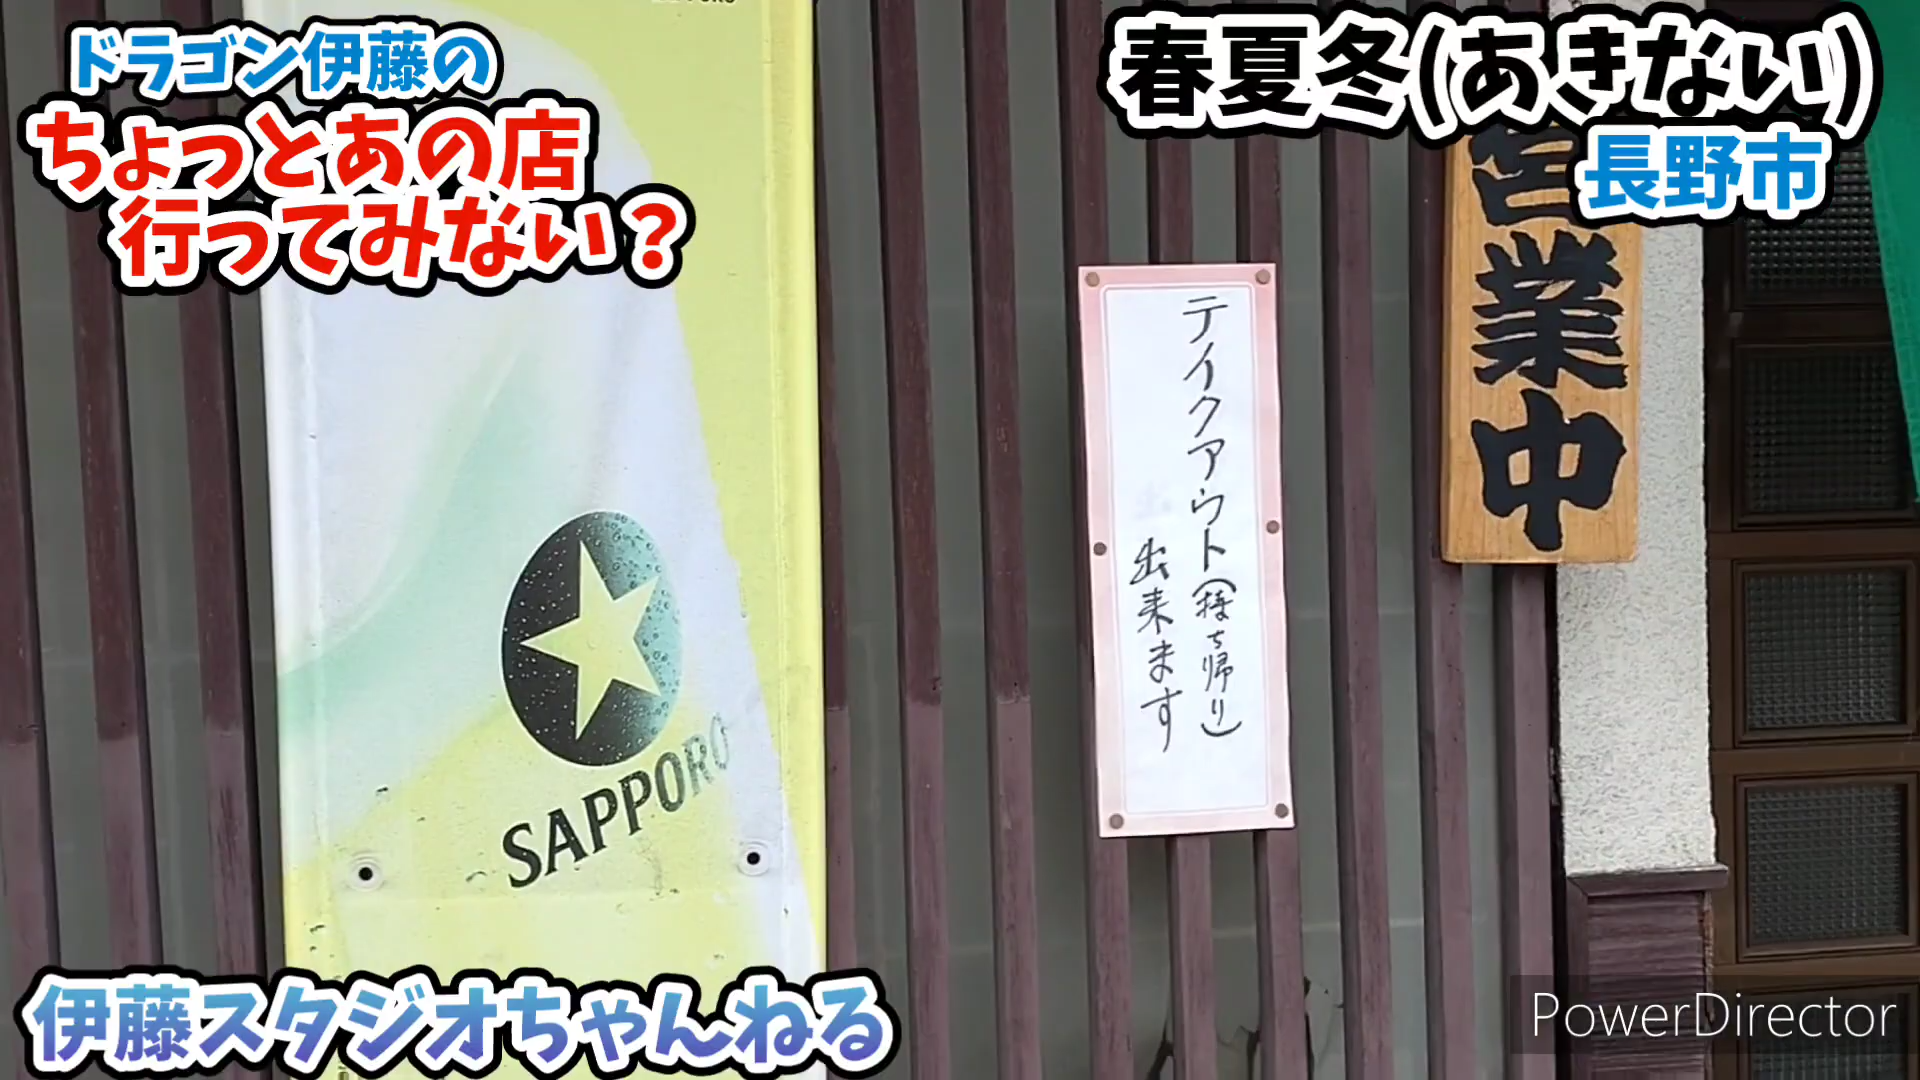 ドラゴン伊藤の
ちょっとあの店
行ってみない？
春夏冬(あきない)
長野市
営業中
テイクアウト(持ち帰り)
出来ます
SAPPORO
伊藤スタジオちゃんねる
PowerDirector